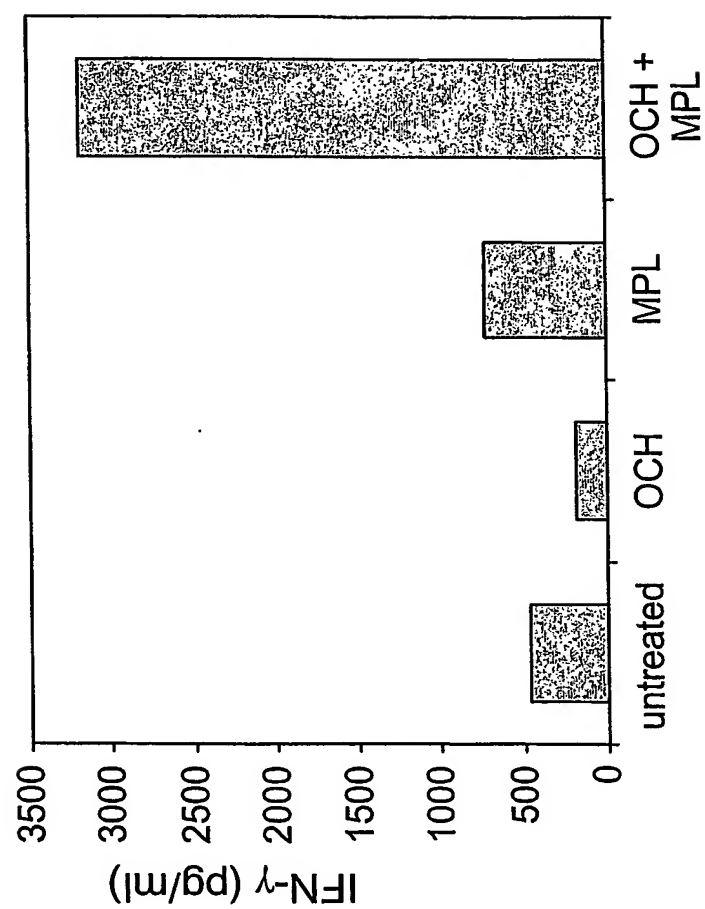 IFN-γ (pg/ml)
3500
3000
2500
2000
1500
1000
500
0
untreated
OCH
MPL
OCH +
MPL